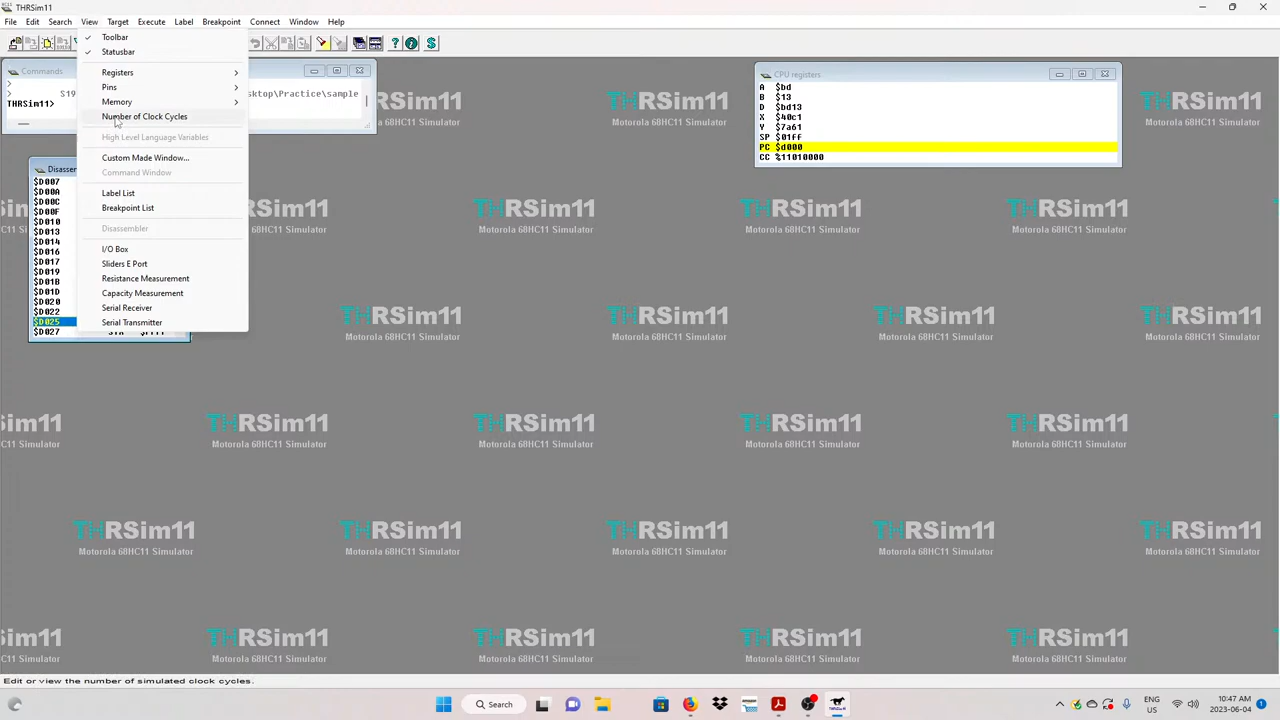 THRSim11
File Edit Search View Target Execute Label Breakpoint Connect Window Help
Toolbar
Statusbar
Registers
Pins
Memory
Number of Clock Cycles
High Level Language Variables
Custom Made Window...
Command Window
Label List
Breakpoint List
Disassembler
I/O Box
Sliders E Port
Resistance Measurement
Capacity Measurement
Serial Receiver
Serial Transmitter
Commands
>
> S19
sktop\Practice\sample
THRSim11>
Disassem
$D007
$D00A
$D00C
$D00F
$D010
$D013
$D014
$D016
$D017
$D019
$D01B
$D01D
$D020
$D022
$D025
$D027
CPU registers
A $bd
B $13
D $bd13
X $40c1
Y $7a61
SP $01ff
PC $d000
CC %11010000
THRSim11
Motorola 68HC11 Simulator
Edit or view the number of simulated clock cycles.
Search
ENG
US
10:47 AM
2023-06-04